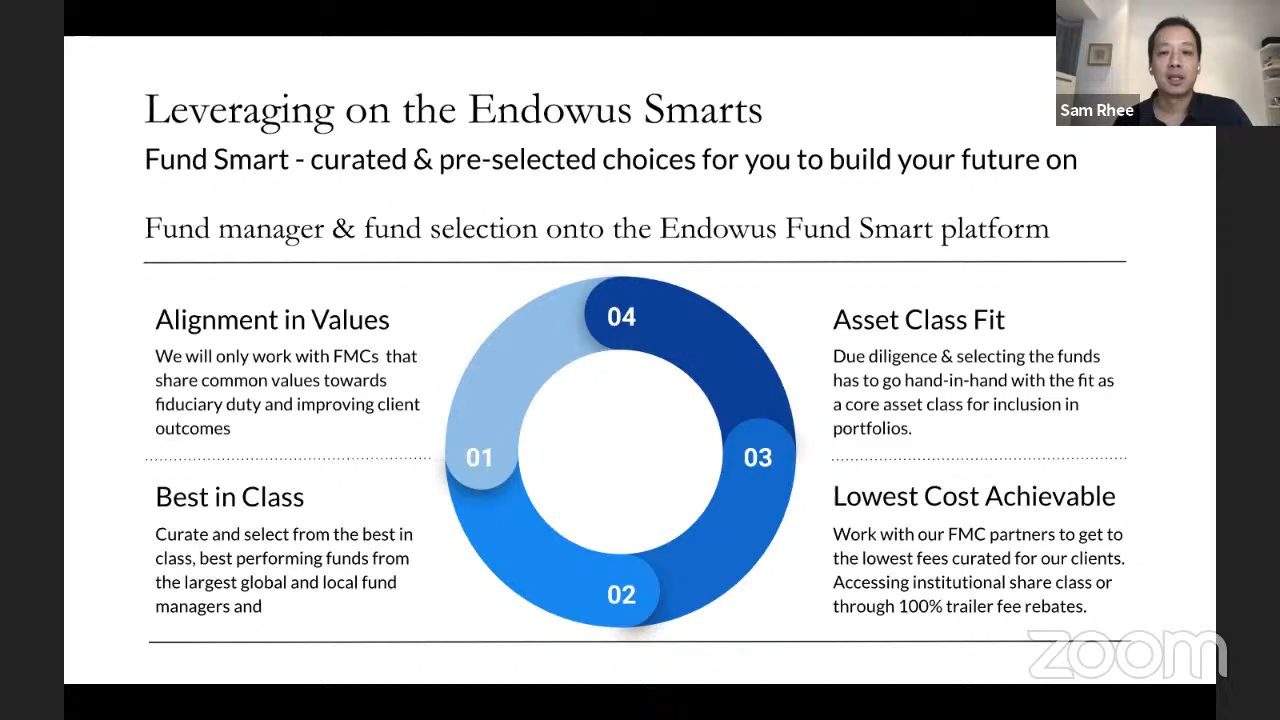 Leveraging on the Endowus Smarts
Fund Smart - curated & pre-selected choices for you to build your future on
Fund manager & fund selection onto the Endowus Fund Smart platform
Alignment in Values
We will only work with FMCs that
share common values towards
fiduciary duty and improving client
outcomes
Best in Class
Curate and select from the best in
class, best performing funds from
the largest global and local fund
managers and
01
02
03
04
Asset Class Fit
Due diligence & selecting the funds
has to go hand-in-hand with the fit as
a core asset class for inclusion in
portfolios.
Lowest Cost Achievable
Work with our FMC partners to get to
the lowest fees curated for our clients.
Accessing institutional share class or
through 100% trailer fee rebates.
Sam Rhee
zoom